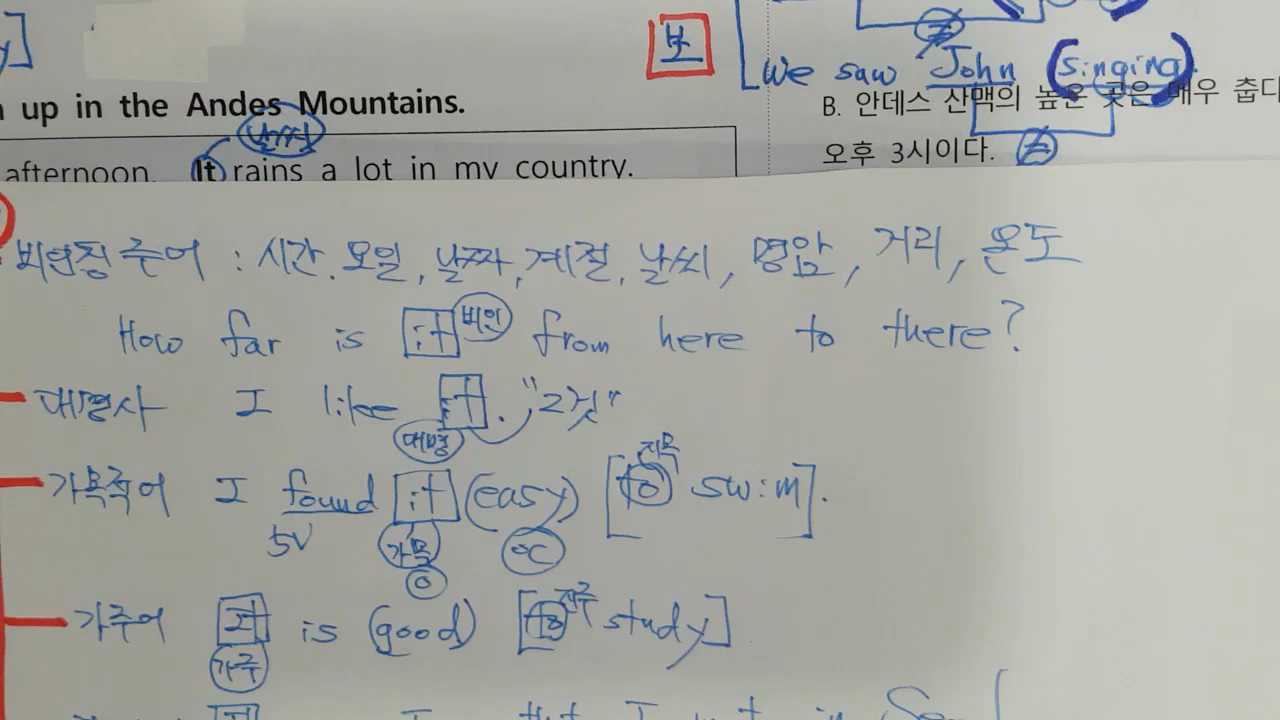 y]
보
we saw John (singing).
up in the Andes Mountains.
B. 안데스 산맥의 높은 곳은 매우 춥다
날씨
afternoon. It rains a lot in my country.
오후 3시이다.
비인칭 주어 : 시간. 요일, 날짜, 계절, 날씨, 명암, 거리, 온도
How far is it 비인 from here to there?
대명사 I like it. "그것"
대명
가목적어 I found it (easy) [to swim].
진목
5V 가목 OC
O
가주어 It is (good) [to study]
진주
가주